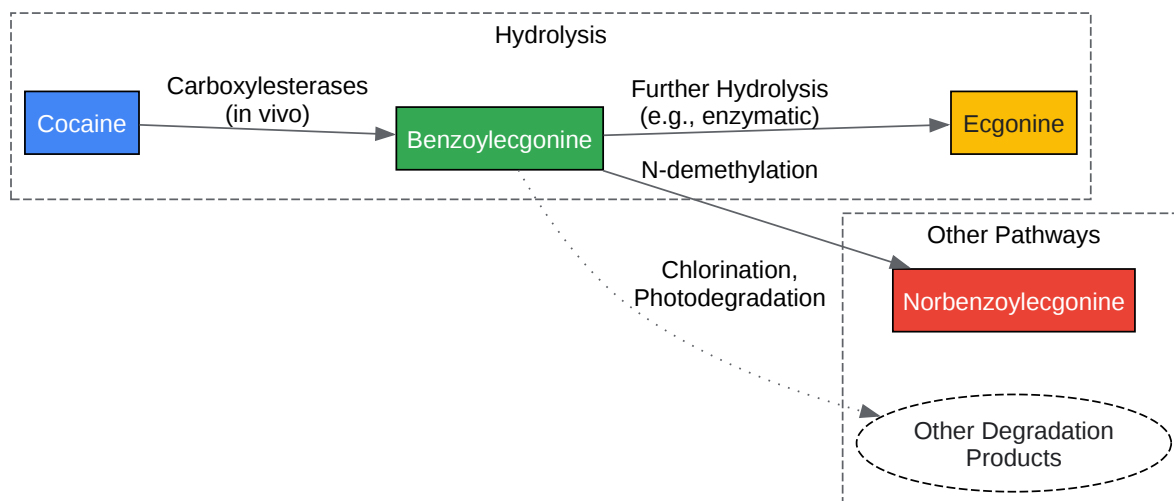 Hydrolysis
Carboxylesterases
(in vivo)
Further Hydrolysis
(e.g., enzymatic)
Cocaine
Benzoylecgonine
Ecgonine
N-demethylation
Other Pathways
Chlorination,
Photodegradation
Norbenzoylecgonine
Other Degradation
Products